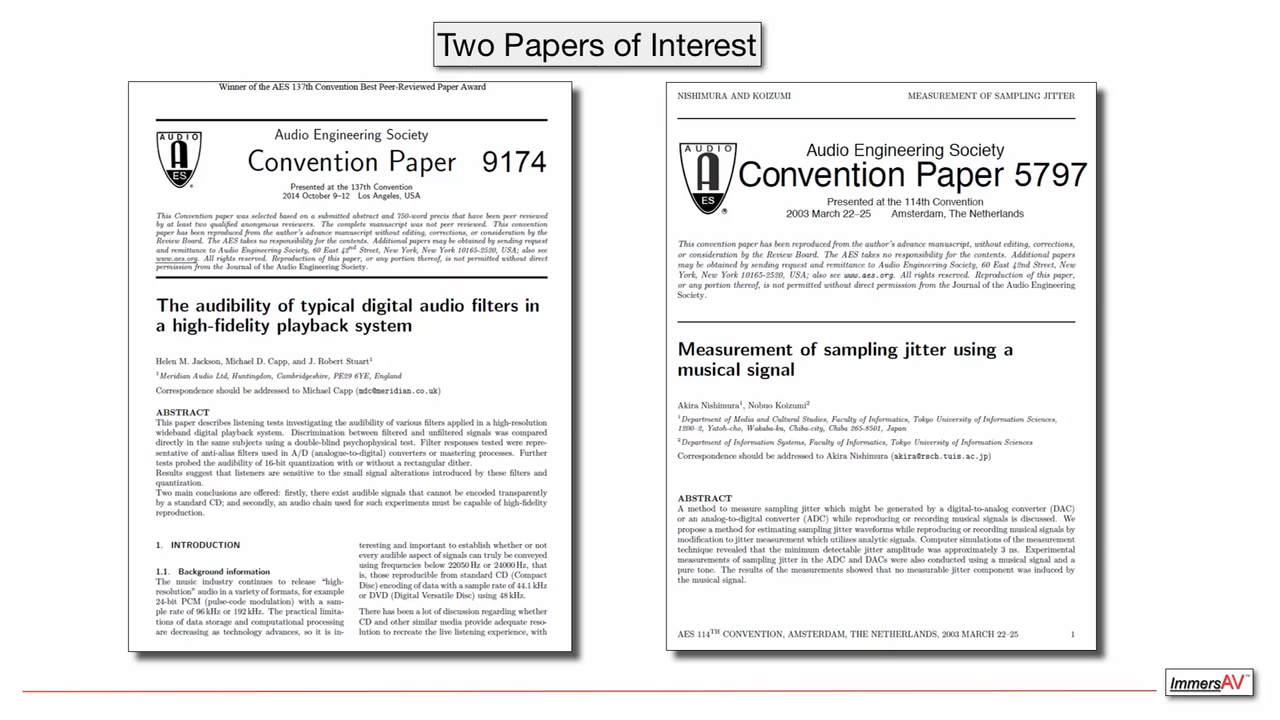 Two Papers of Interest
Winner of the AES 137th Convention Best Peer-Reviewed Paper Award
AUDIO
A
ES
®
Audio Engineering Society
Convention Paper 9174
Presented at the 137th Convention
2014 October 9–12 Los Angeles, USA
This Convention paper was selected based on a submitted abstract and 750-word precis that have been peer reviewed
by at least two qualified anonymous reviewers. The complete manuscript was not peer reviewed. This convention
paper has been reproduced from the author's advance manuscript without editing, corrections, or consideration by the
Review Board. The AES takes no responsibility for the contents. Additional papers may be obtained by sending request
and remittance to Audio Engineering Society, 60 East 42nd Street, New York, New York 10165-2520, USA; also see
www.aes.org. All rights reserved. Reproduction of this paper, or any portion thereof, is not permitted without direct
permission from the Journal of the Audio Engineering Society.
The audibility of typical digital audio filters in
a high-fidelity playback system
Helen M. Jackson, Michael D. Capp, and J. Robert Stuart1
1Meridian Audio Ltd, Huntingdon, Cambridgeshire, PE29 6YE, England
Correspondence should be addressed to Michael Capp (mdc@meridian.co.uk)
ABSTRACT
This paper describes listening tests investigating the audibility of various filters applied in a high-resolution
wideband digital playback system. Discrimination between filtered and unfiltered signals was compared
directly in the same subjects using a double-blind psychophysical test. Filter responses tested were repre-
sentative of anti-alias filters used in A/D (analogue-to-digital) converters or mastering processes. Further
tests probed the audibility of 16-bit quantization with or without a rectangular dither.
Results suggest that listeners are sensitive to the small signal alterations introduced by these filters and
quantization.
Two main conclusions are offered: firstly, there exist audible signals that cannot be encoded transparently
by a standard CD; and secondly, an audio chain used for such experiments must be capable of high-fidelity
reproduction.
1. INTRODUCTION
1.1. Background information
The music industry continues to release "high-
resolution" audio in a variety of formats, for example
24-bit PCM (pulse-code modulation) with a sam-
ple rate of 96 kHz or 192 kHz. The practical limita-
tions of data storage and computational processing
are decreasing as technology advances, so it is in-
teresting and important to establish whether or not
every audible aspect of signals can truly be conveyed
using frequencies below 22050 Hz or 24000 Hz, that
is, those reproducible from standard CD (Compact
Disc) encoding of data with a sample rate of 44.1 kHz
or DVD (Digital Versatile Disc) using 48 kHz.
There has been a lot of discussion regarding whether
CD and other similar media provide adequate reso-
lution to recreate the live listening experience, with
NISHIMURA AND KOIZUMI MEASUREMENT OF SAMPLING JITTER
AUDIO
A
ES
®
Audio Engineering Society
Convention Paper 5797
Presented at the 114th Convention
2003 March 22–25 Amsterdam, The Netherlands
This convention paper has been reproduced from the author's advance manuscript, without editing, corrections,
or consideration by the Review Board. The AES takes no responsibility for the contents. Additional papers
may be obtained by sending request and remittance to Audio Engineering Society, 60 East 42nd Street, New
York, New York 10165-2520, USA; also see www.aes.org. All rights reserved. Reproduction of this paper,
or any portion thereof, is not permitted without direct permission from the Journal of the Audio Engineering
Society.
Measurement of sampling jitter using a
musical signal
Akira Nishimura1, Nobuo Koizumi2
1Department of Media and Cultural Studies, Faculty of Informatics, Tokyo University of Information Sciences,
1200–2, Yatoh-cho, Wakaba-ku, Chiba-city, Chiba 265-8501, Japan
2Department of Information Systems, Faculty of Informatics, Tokyo University of Information Sciences
Correspondence should be addressed to Akira Nishimura (akira@rsch.tuis.ac.jp)
ABSTRACT
A method to measure sampling jitter which might be generated by a digital-to-analog converter (DAC)
or an analog-to-digital converter (ADC) while reproducing or recording musical signals is discussed. We
propose a method for estimating sampling jitter waveforms while reproducing or recording musical signals by
modification to jitter measurement which utilizes analytic signals. Computer simulations of the measurement
technique revealed that the minimum detectable jitter amplitude was approximately 3 ns. Experimental
measurements of sampling jitter in the ADC and DACs were also conducted using a musical signal and a
pure tone. The results of the measurements showed that no measurable jitter component was induced by
the musical signal.
AES 114TH CONVENTION, AMSTERDAM, THE NETHERLANDS, 2003 MARCH 22–25 1
ImmersAV™